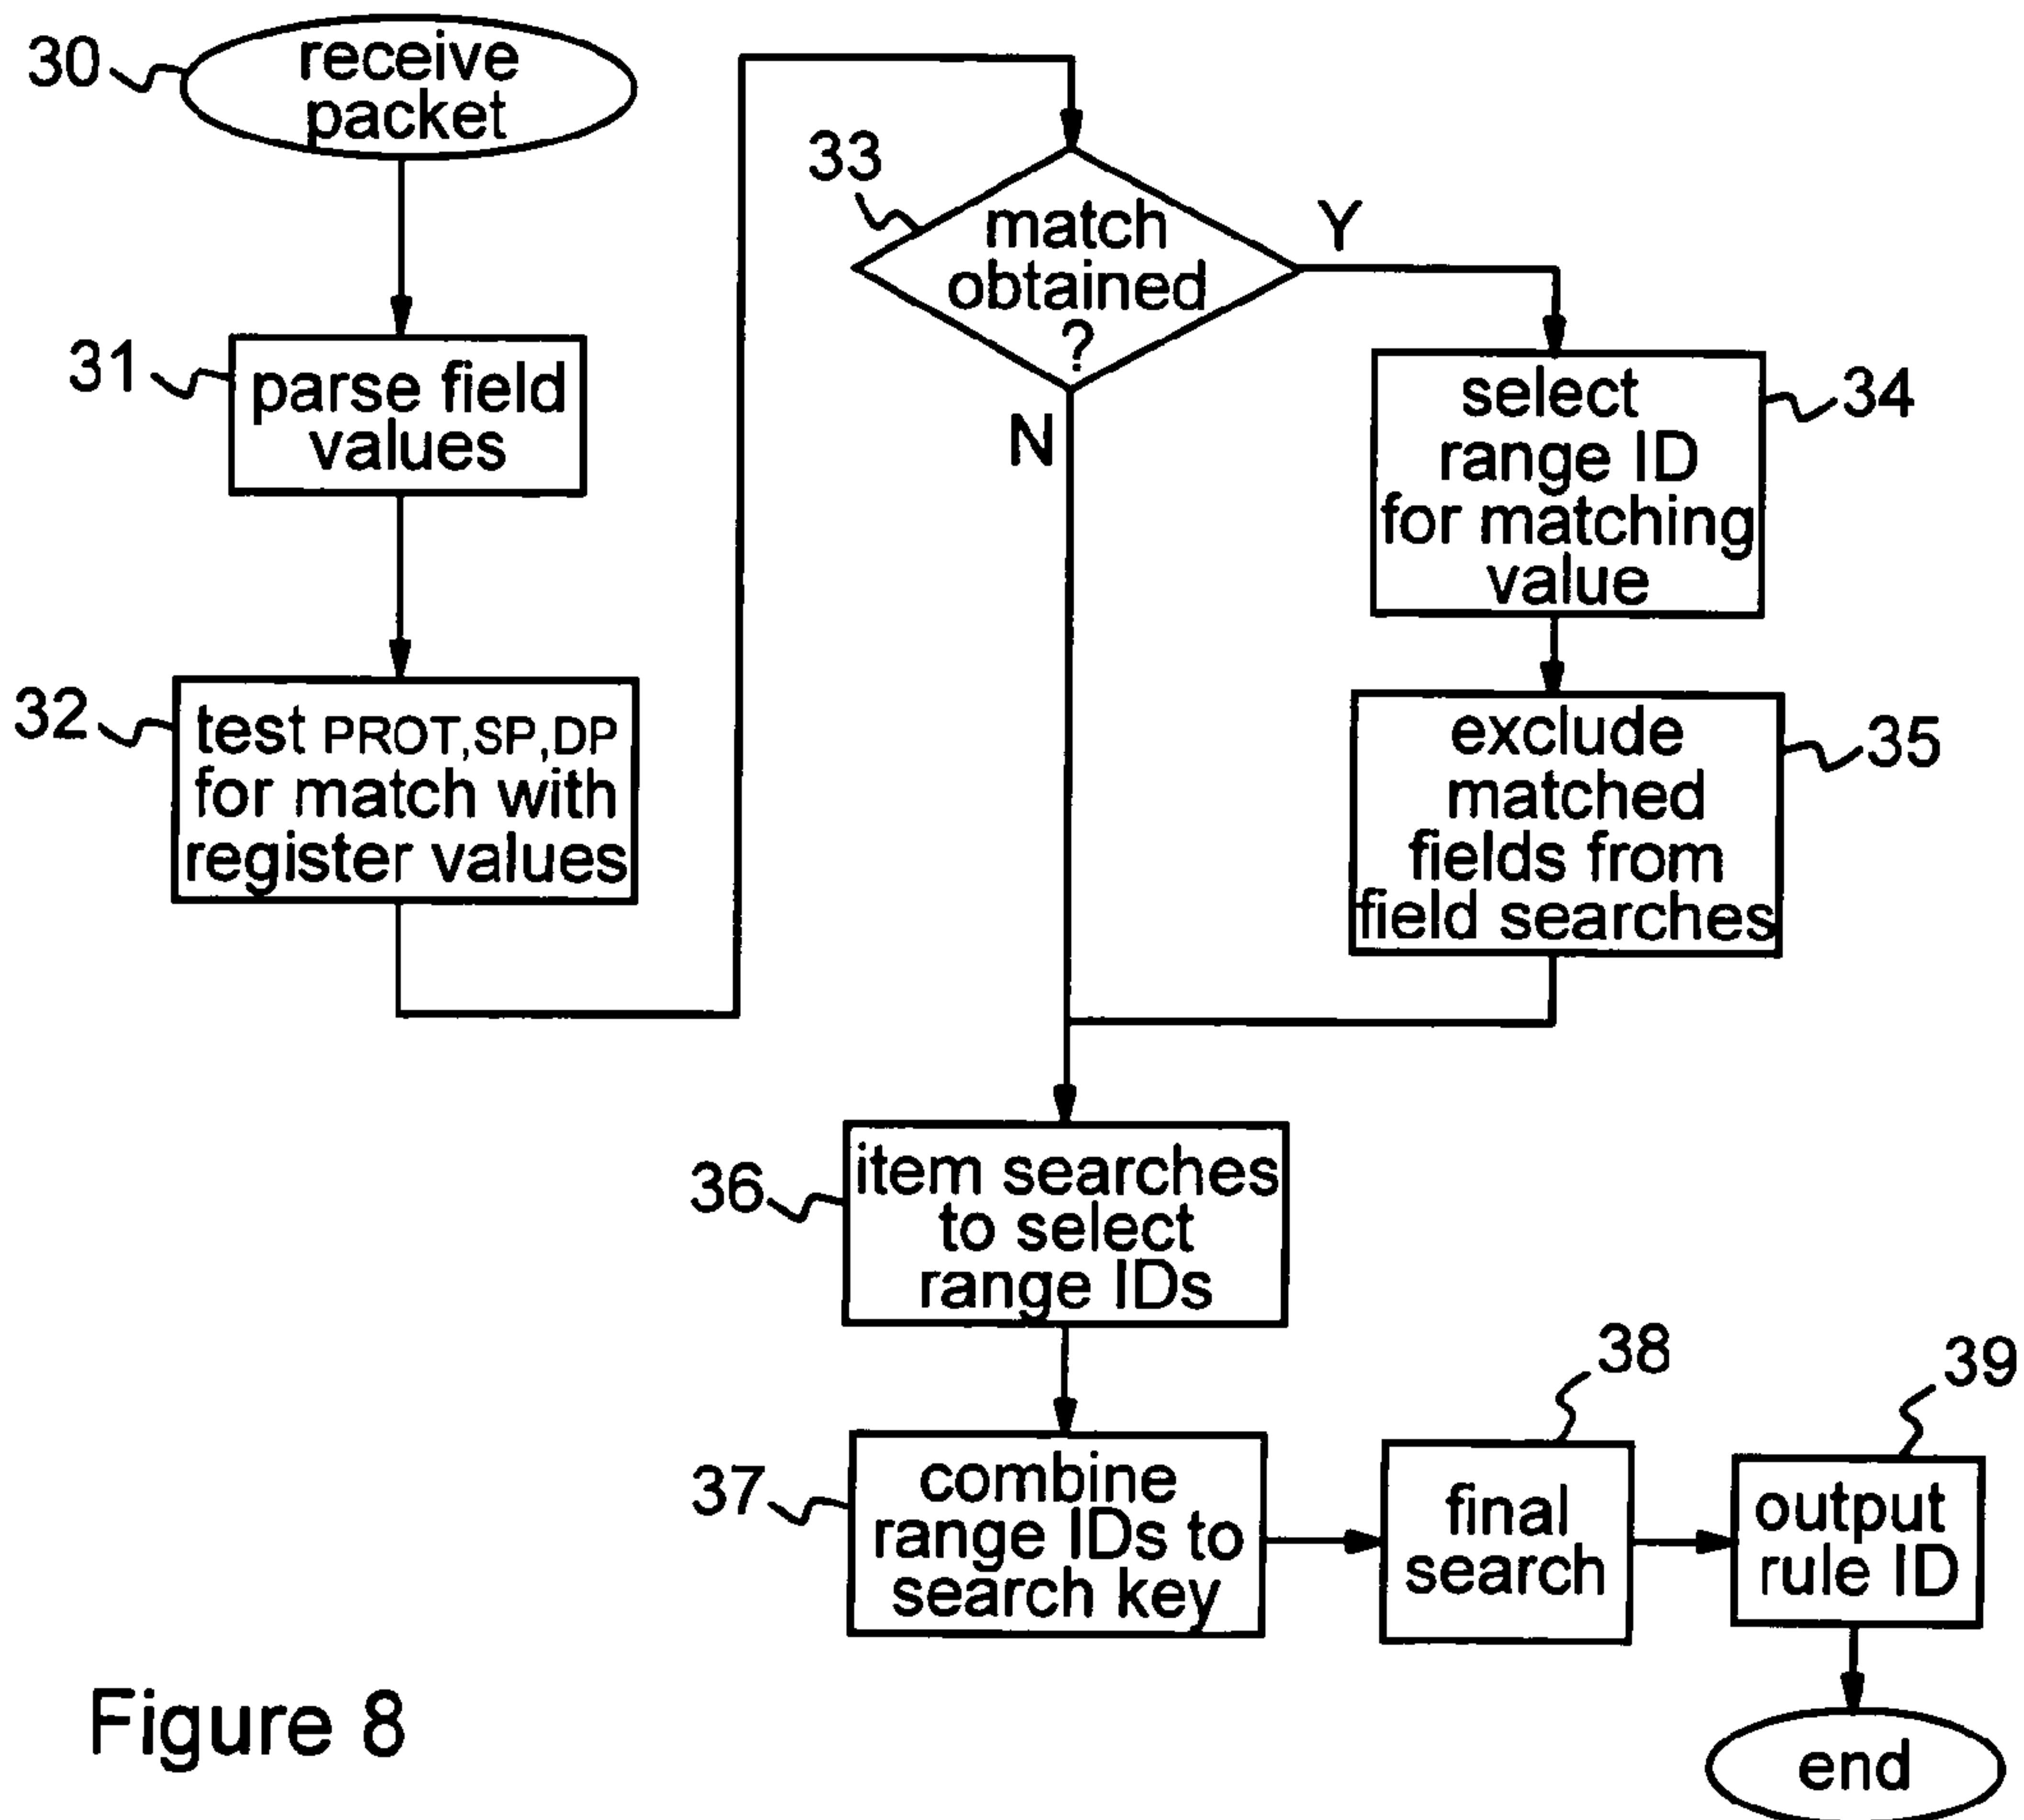 30
receive
packet
31
parse field
values
32
test PROT,SP,DP
for match with
register values
33
match
obtained
?
Y
N
select
range ID
for matching
value
34
exclude
matched
fields from
field searches
35
36
item searches
to select
range IDs
37
combine
range IDs to
search key
38
final
search
39
output
rule ID
end
Figure 8